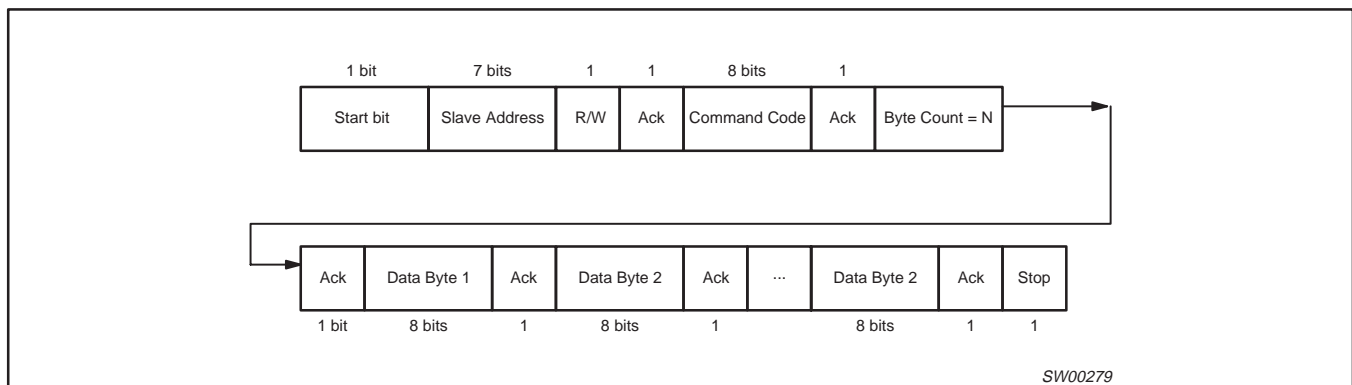 1 bit 7 bits 1 1 8 bits 1
Start bit Slave Address R/W Ack Command Code Ack Byte Count = N
Ack Data Byte 1 Ack Data Byte 2 Ack ... Data Byte 2 Ack Stop
1 bit 8 bits 1 8 bits 1 8 bits 1 1
SW00279